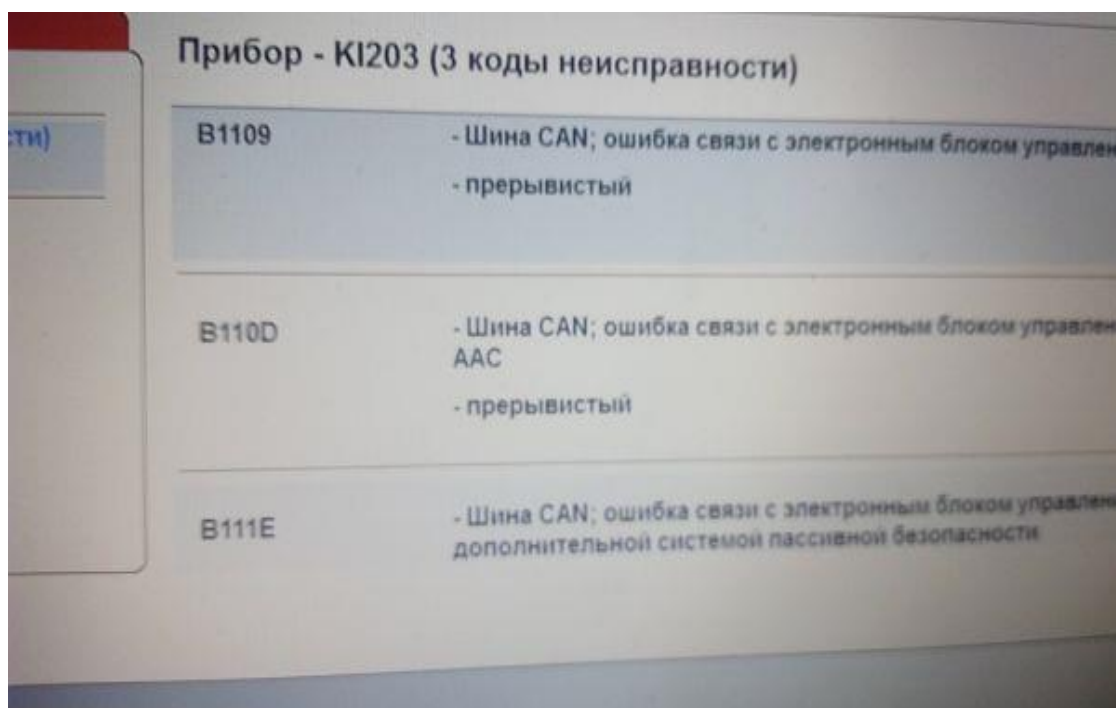 Прибор - KI203 (3 коды неисправности)
сти)
B1109
- Шина CAN; ошибка связи с электронным блоком управлен
- прерывистый
B110D
- Шина CAN; ошибка связи с электронным блоком управлен
AAC
- прерывистый
B111E
- Шина CAN; ошибка связи с электронным блоком управлени
дополнительной системой пассивной безопасности